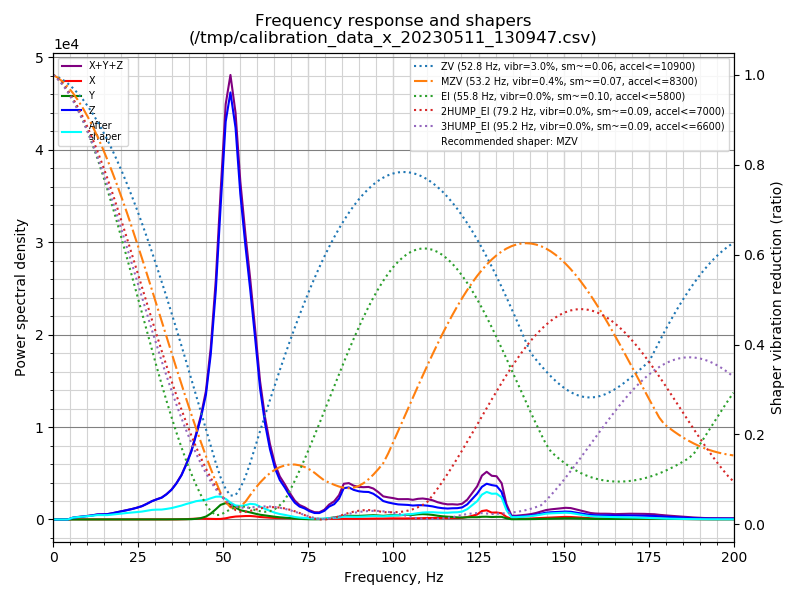 Frequency response and shapers
(/tmp/calibration_data_x_20230511_130947.csv)
1e4
X+Y+Z
X
Y
Z
After
shaper
ZV (52.8 Hz, vibr=3.0%, sm~=0.06, accel<=10900)
MZV (53.2 Hz, vibr=0.4%, sm~=0.07, accel<=8300)
EI (55.8 Hz, vibr=0.0%, sm~=0.10, accel<=5800)
2HUMP_EI (79.2 Hz, vibr=0.0%, sm~=0.09, accel<=7000)
3HUMP_EI (95.2 Hz, vibr=0.0%, sm~=0.09, accel<=6600)
Recommended shaper: MZV
5
4
3
2
1
0
Power spectral density
1.0
0.8
0.6
0.4
0.2
0.0
Shaper vibration reduction (ratio)
0 25 50 75 100 125 150 175 200
Frequency, Hz